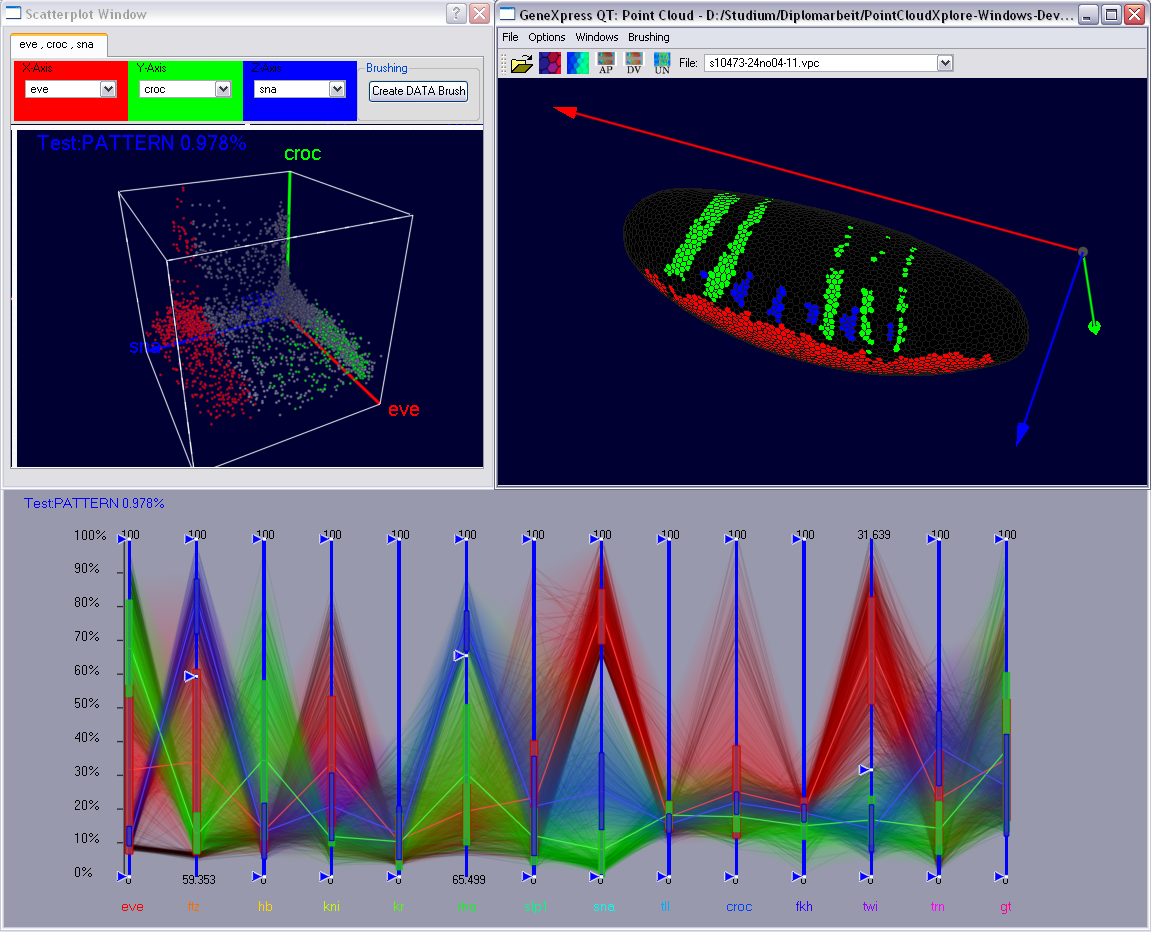 Scatterplot Window
eve , croc , sna
X-Axis
Y-Axis
Z-Axis
Brushing
eve
croc
sna
Create DATA Brush
Test:PATTERN 0.978%
croc
sna
eve
GeneXpress QT: Point Cloud - D:/Studium/Diplomarbeit/PointCloudXplore-Windows-Dev...
File Options Windows Brushing
AP DV UN File: s10473-24no04-11.vpc
Test:PATTERN 0.978%
100 100 100 100 100 100 100 100 100 100 100 31.639 100 100
100%
90%
80%
70%
60%
50%
40%
30%
20%
10%
0%
0 59.353 0 0 0 65.499 0 0 0 0 0 0 0 0
eve ftz hb kni kr sna tll croc fkh twi trn gt